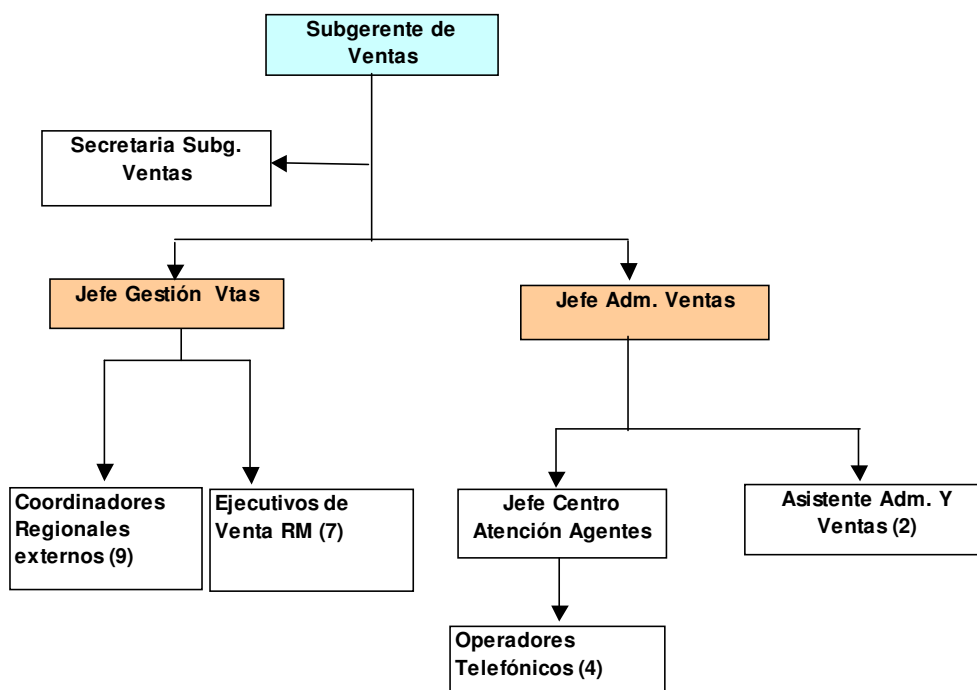 Subgerente de
Ventas
Secretaria Subg.
Ventas
Jefe Gestión Vtas
Jefe Adm. Ventas
Coordinadores
Regionales
externos (9)
Ejecutivos de
Venta RM (7)
Jefe Centro
Atención Agentes
Asistente Adm. Y
Ventas (2)
Operadores
Telefónicos (4)